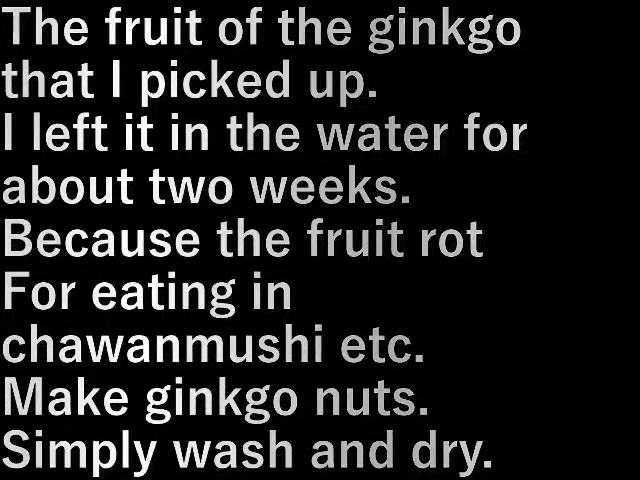 The fruit of the ginkgo
that I picked up.
I left it in the water for
about two weeks.
Because the fruit rot
For eating in
chawanmushi etc.
Make ginkgo nuts.
Simply wash and dry.